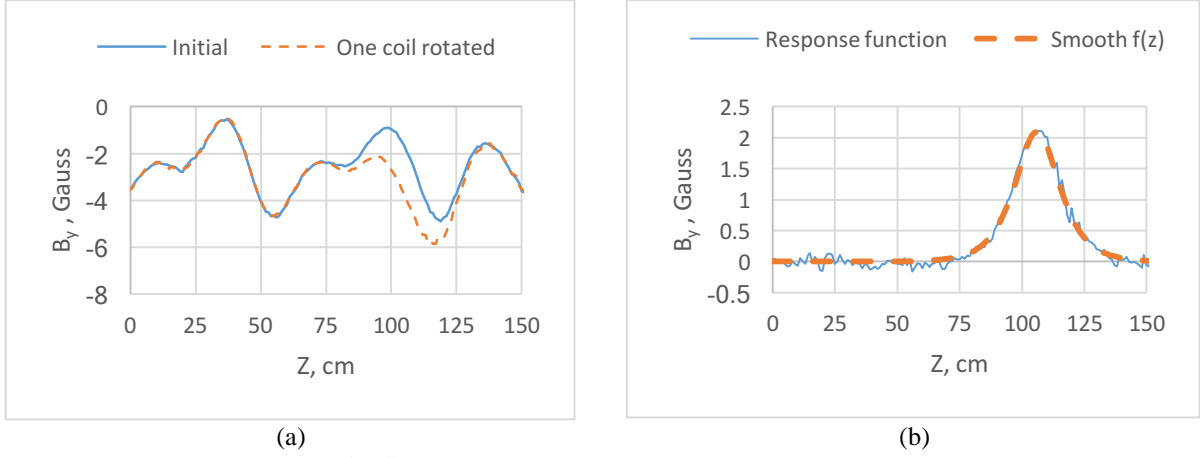 Initial One coil rotated
0
-2
-4
-6
-8
B_y , Gauss
0 25 50 75 100 125 150
Z, cm
(a)
Response function Smooth f(z)
2.5
2
1.5
1
0.5
0
-0.5
B_y , Gauss
0 25 50 75 100 125 150
Z, cm
(b)